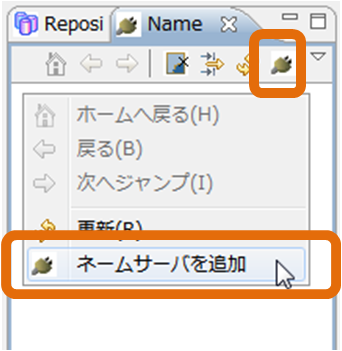 Reposi
Name
ホームへ戻る(H)
戻る(B)
次へジャンプ(I)
更新(R)
ネームサーバを追加